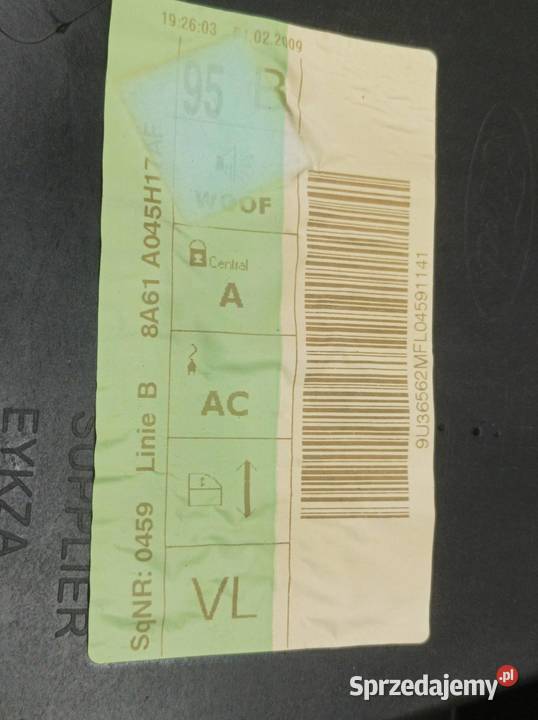 19:26:03 01.02.2009
95 B
WOOF
Central
A
AC
VL
SqNR: 0459 Linie B 8A61 A045H17AF
9U36562MFL04591141
SUPPLIER
EYKZA
Sprzedajemy.pl